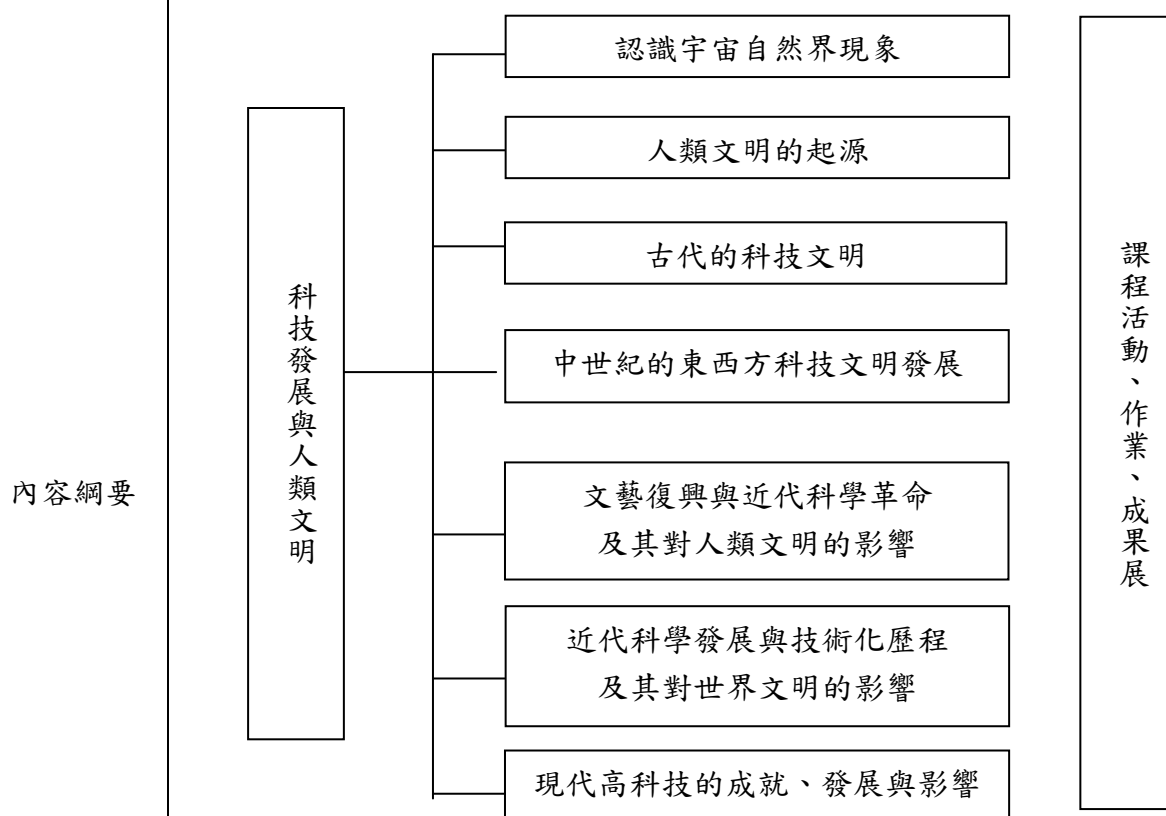 內容綱要
科技發展與人類文明
認識宇宙自然界現象
人類文明的起源
古代的科技文明
中世紀的東西方科技文明發展
文藝復興與近代科學革命
及其對人類文明的影響
近代科學發展與技術化歷程
及其對世界文明的影響
現代高科技的成就、發展與影響
課程活動、作業、成果展